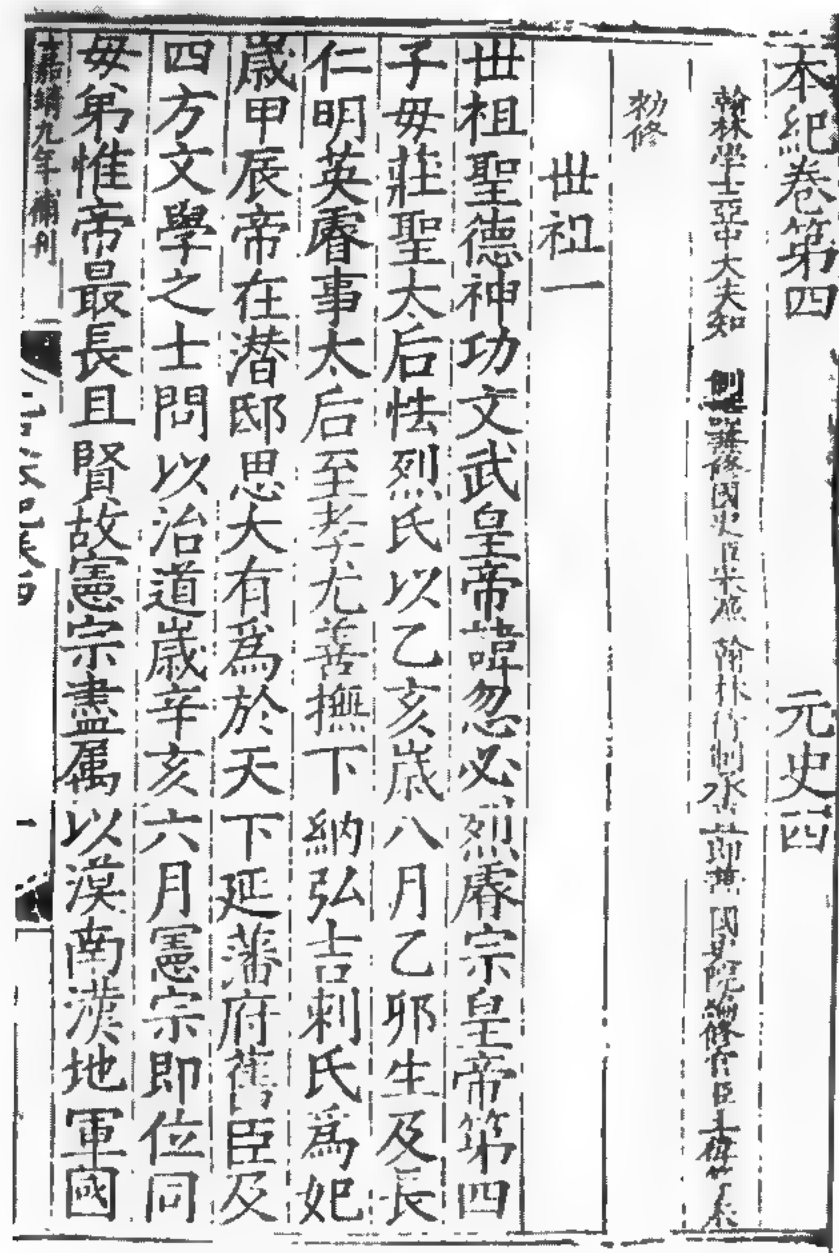 本紀卷第四 元史四
翰林學士亞中大夫知 制誥兼修國史臣宋濂 翰林待制承直郎兼 國史院編修官臣王禕等奉
勑修
世祖一
世祖聖德神功文武皇帝諱忽必烈睿宗皇帝第四
子毋莊聖太后怯烈氏以乙亥歲八月乙卯生及長
仁明英睿事太后至孝尤善撫下納弘吉剌氏爲妃
歲甲辰帝在潛邸思大有爲於天下延藩府舊臣及
四方文學之士問以治道歲辛亥六月憲宗即位同
毋弟惟帝最長且賢故憲宗盡属以漠南漢地軍國
嘉靖九年補刊